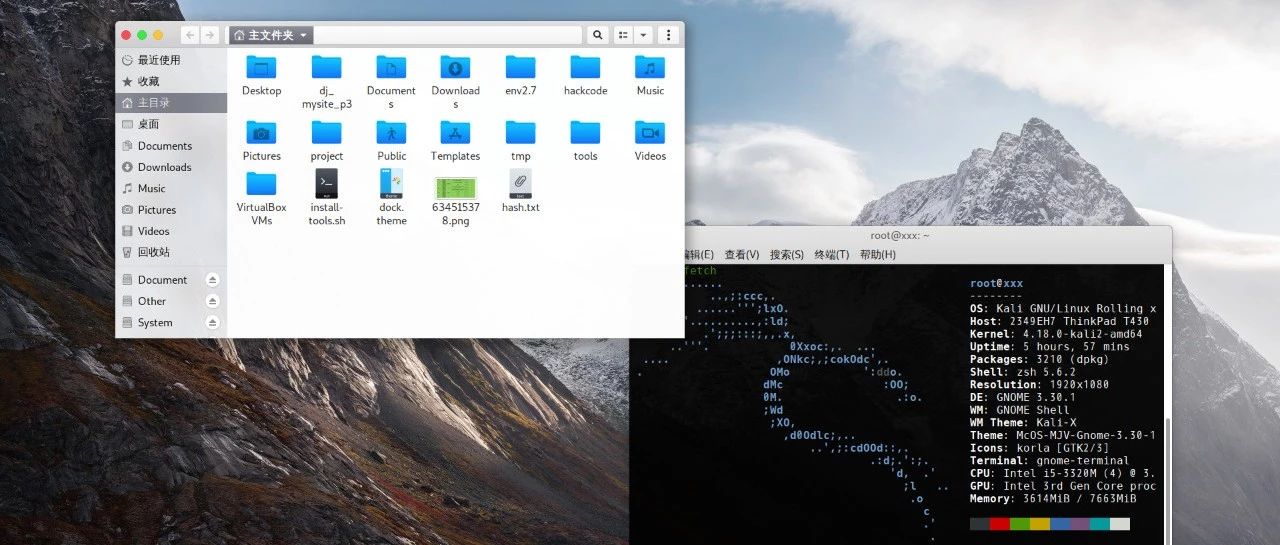 主文件夹
最近使用
收藏
主目录
桌面
Documents
Downloads
Music
Pictures
Videos
回收站
Document
Other
System
Desktop
dj_
mysite_p3
Document
s
Download
s
env2.7
hackcode
Music
Pictures
project
Public
Templates
tmp
tools
Videos
VirtualBox
VMs
install-
tools.sh
dock.
theme
63451537
8.png
hash.txt
root@xxx: ~
编辑(E) 查看(V) 搜索(S) 终端(T) 帮助(H)
fetch
root@xxx
--------
OS: Kali GNU/Linux Rolling x
Host: 2349EH7 ThinkPad T430
Kernel: 4.18.0-kali2-amd64
Uptime: 5 hours, 57 mins
Packages: 3210 (dpkg)
Shell: zsh 5.6.2
Resolution: 1920x1080
DE: GNOME 3.30.1
WM: GNOME Shell
WM Theme: Kali-X
Theme: McOS-MJV-Gnome-3.30-1
Icons: korla [GTK2/3]
Terminal: gnome-terminal
CPU: Intel i5-3320M (4) @ 3.
GPU: Intel 3rd Gen Core proc
Memory: 3614MiB / 7663MiB